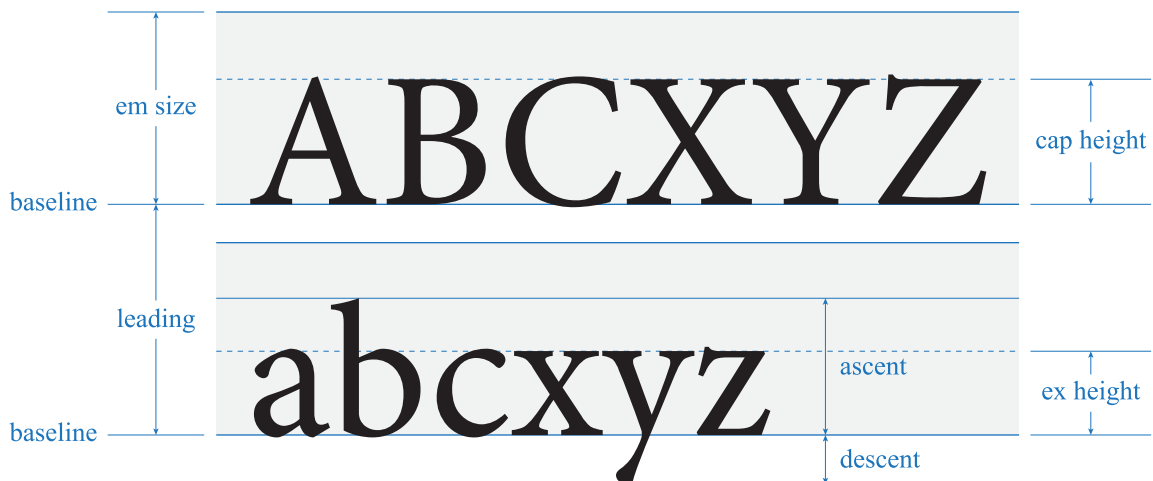 em size
ABCXYZ
cap height
baseline
leading
abcxyz
ascent
ex height
baseline
descent